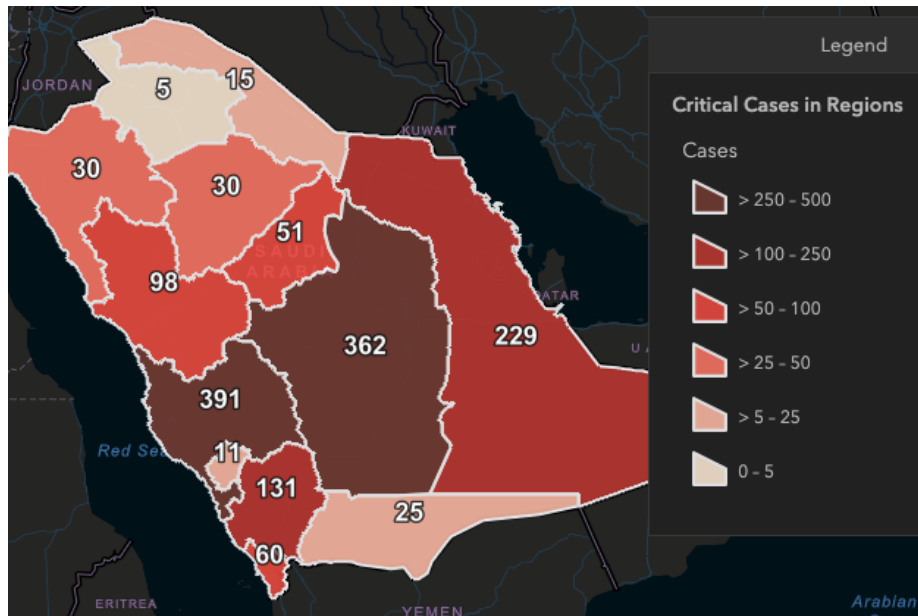 Legend
Critical Cases in Regions
Cases
> 250 – 500
> 100 – 250
> 50 – 100
> 25 – 50
> 5 – 25
0 – 5
JORDAN
5
15
KUWAIT
30
30
51
SAUDI
ARAB
98
QATAR
362
229
U A
391
Red Sea
11
131
25
60
ERITREA
YEMEN
Arabian